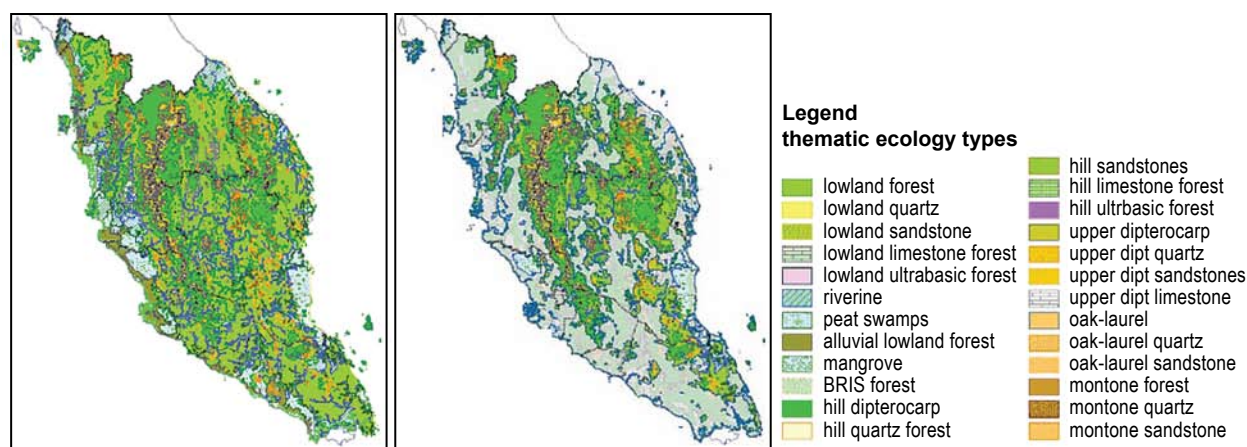 Legend
thematic ecology types
lowland forest
lowland quartz
lowland sandstone
lowland limestone forest
lowland ultrabasic forest
riverine
peat swamps
alluvial lowland forest
mangrove
BRIS forest
hill dipterocarp
hill quartz forest
hill sandstones
hill limestone forest
hill ultrbasic forest
upper dipterocarp
upper dipt quartz
upper dipt sandstones
upper dipt limestone
oak-laurel
oak-laurel quartz
oak-laurel sandstone
montone forest
montone quartz
montone sandstone